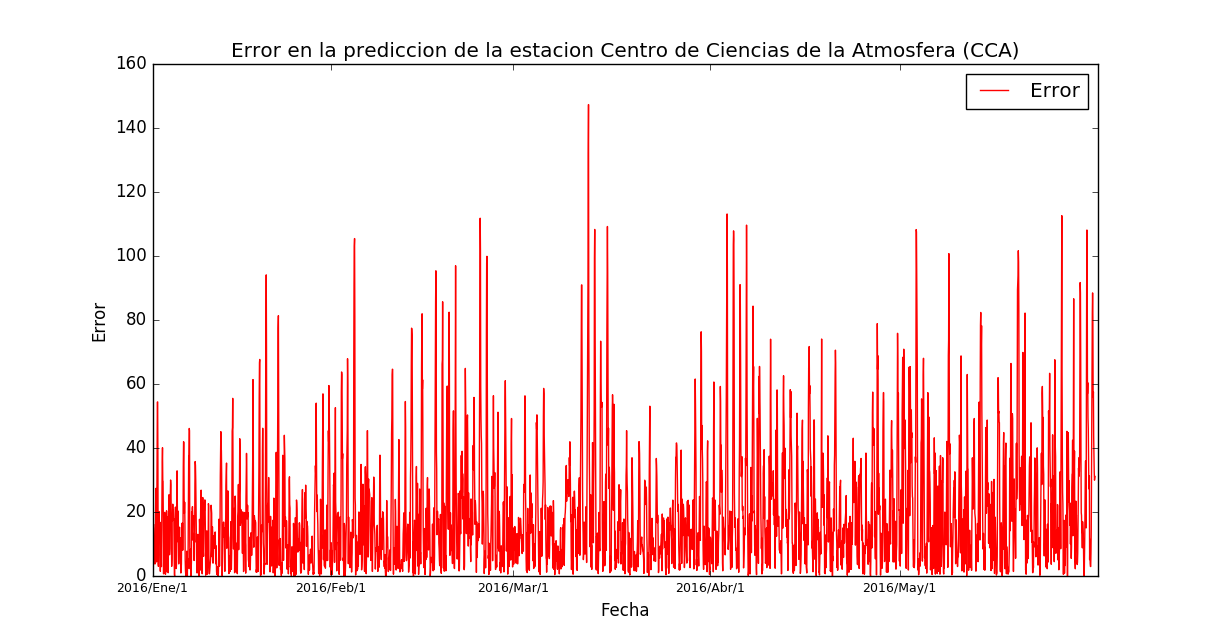 Error en la prediccion de la estacion Centro de Ciencias de la Atmosfera (CCA)
160
140
120
100
80
60
40
20
0
Error
Error
2016/Ene/1 2016/Feb/1 2016/Mar/1 2016/Abr/1 2016/May/1
Fecha